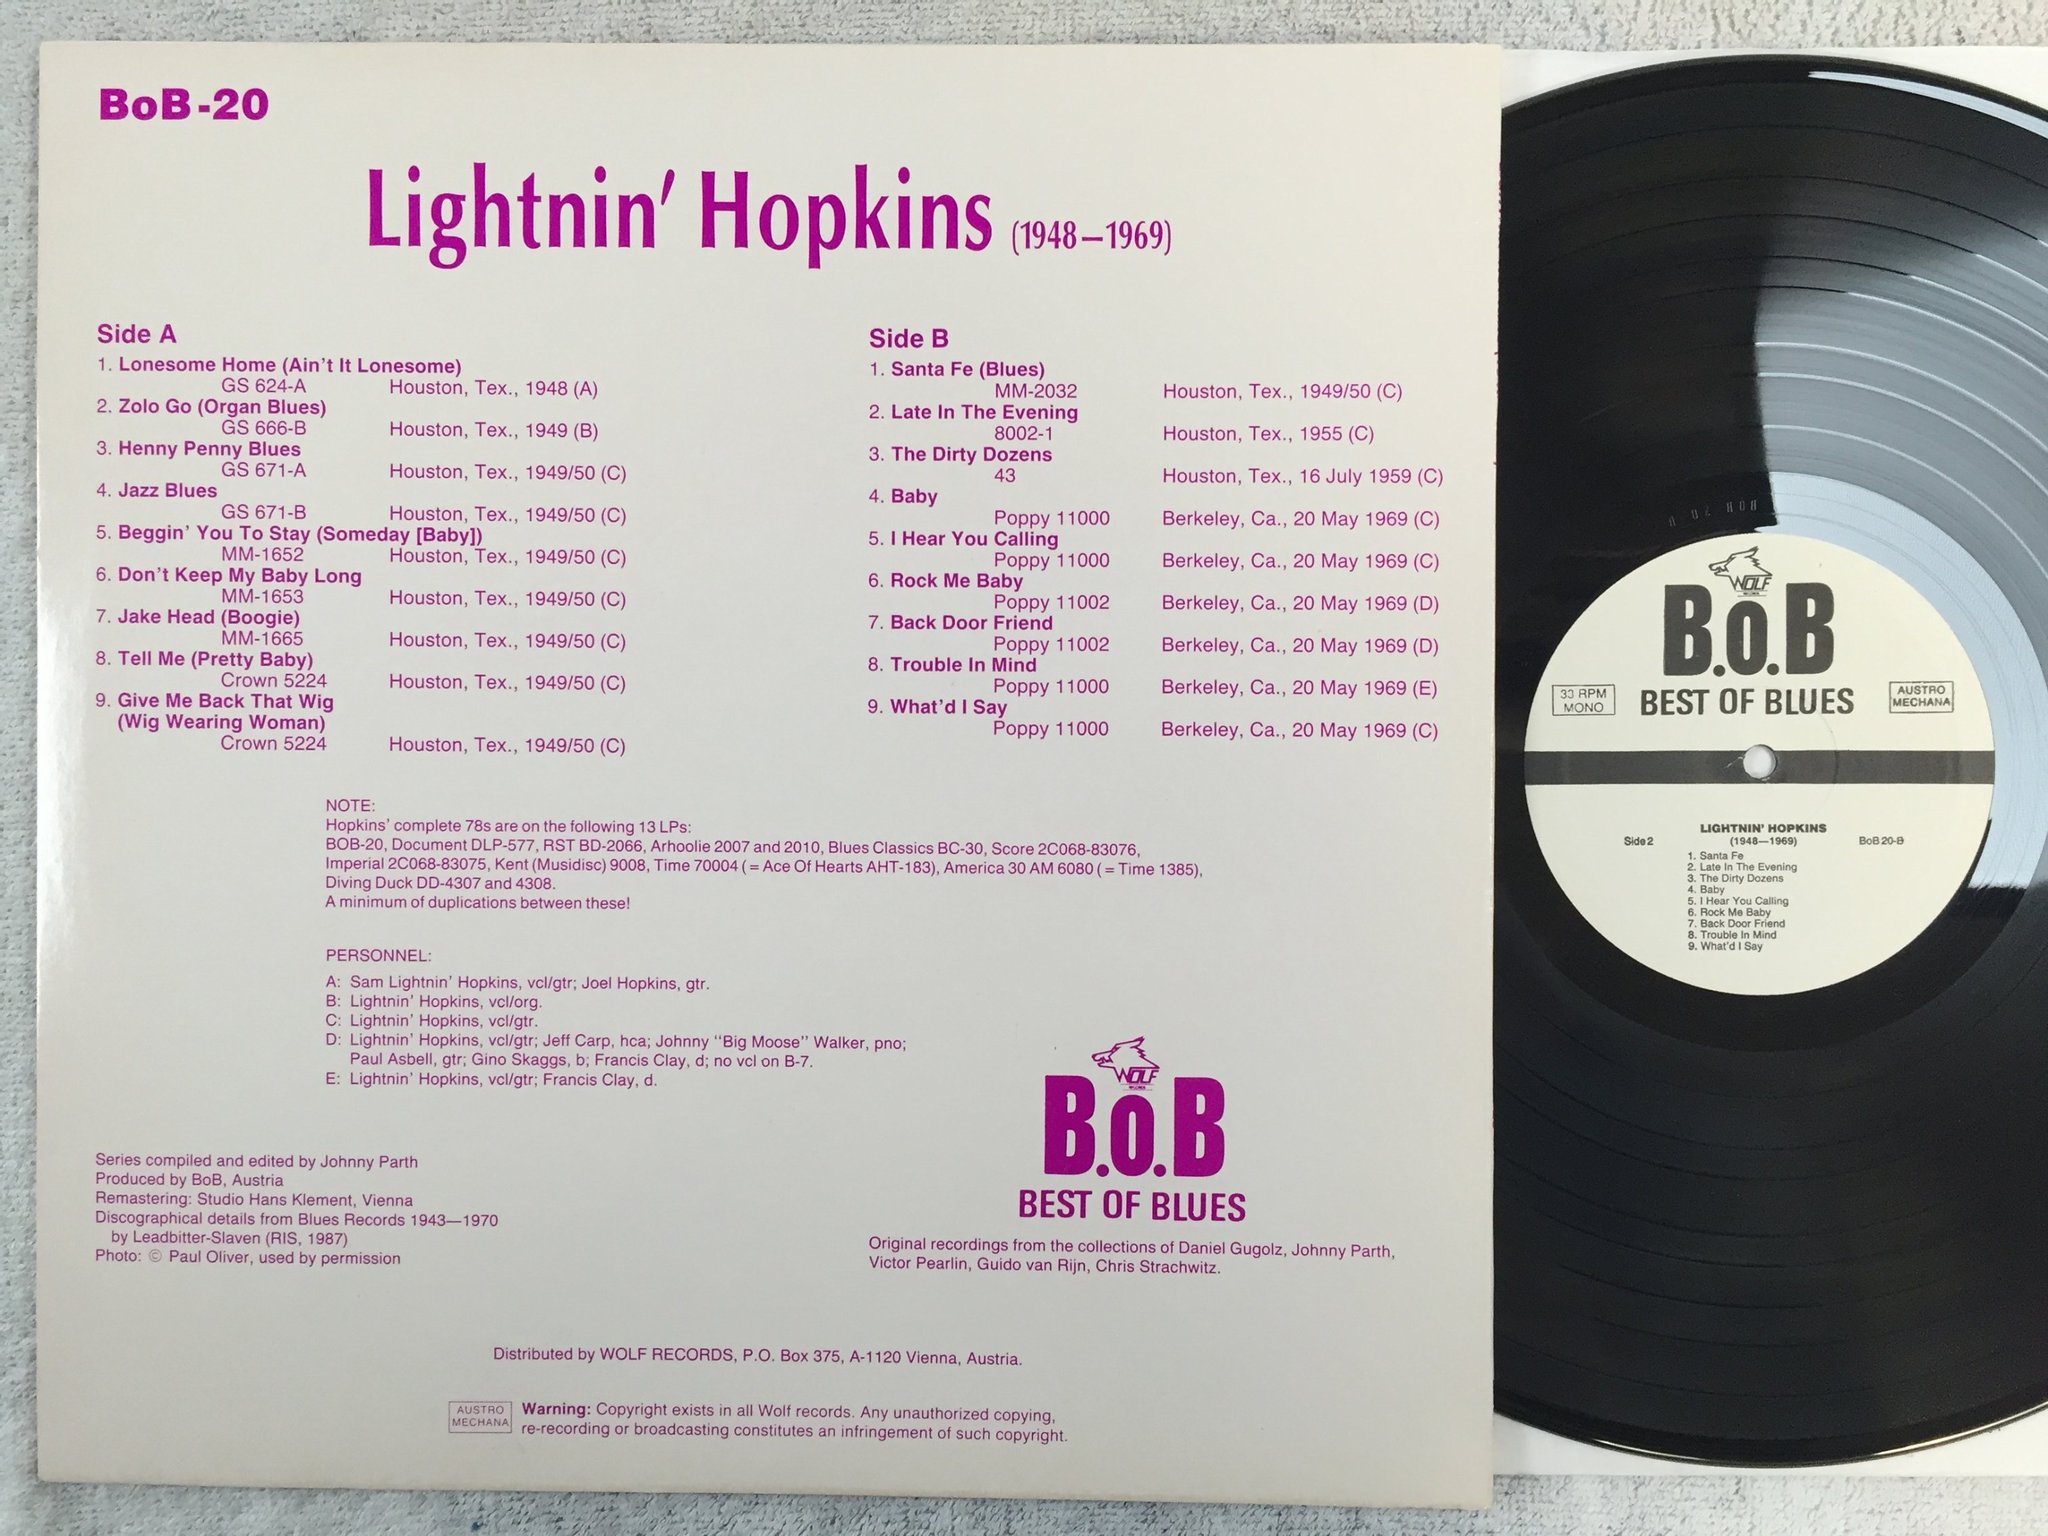 BoB-20
Lightnin' Hopkins (1948—1969)
Side A
1. Lonesome Home (Ain't It Lonesome)
GS 624-A Houston, Tex., 1948 (A)
2. Zolo Go (Organ Blues)
GS 666-B Houston, Tex., 1949 (B)
3. Henny Penny Blues
GS 671-A Houston, Tex., 1949/50 (C)
4. Jazz Blues
GS 671-B Houston, Tex., 1949/50 (C)
5. Beggin' You To Stay (Someday [Baby])
MM-1652 Houston, Tex., 1949/50 (C)
6. Don't Keep My Baby Long
MM-1653 Houston, Tex., 1949/50 (C)
7. Jake Head (Boogie)
MM-1665 Houston, Tex., 1949/50 (C)
8. Tell Me (Pretty Baby)
Crown 5224 Houston, Tex., 1949/50 (C)
9. Give Me Back That Wig
(Wig Wearing Woman)
Crown 5224 Houston, Tex., 1949/50 (C)
Side B
1. Santa Fe (Blues)
MM-2032 Houston, Tex., 1949/50 (C)
2. Late In The Evening
8002-1 Houston, Tex., 1955 (C)
3. The Dirty Dozens
43 Houston, Tex., 16 July 1959 (C)
4. Baby
Poppy 11000 Berkeley, Ca., 20 May 1969 (C)
5. I Hear You Calling
Poppy 11000 Berkeley, Ca., 20 May 1969 (C)
6. Rock Me Baby
Poppy 11002 Berkeley, Ca., 20 May 1969 (D)
7. Back Door Friend
Poppy 11002 Berkeley, Ca., 20 May 1969 (D)
8. Trouble In Mind
Poppy 11000 Berkeley, Ca., 20 May 1969 (E)
9. What'd I Say
Poppy 11000 Berkeley, Ca., 20 May 1969 (C)
NOTE:
Hopkins' complete 78s are on the following 13 LPs:
BOB-20, Document DLP-577, RST BD-2066, Arhoolie 2007 and 2010, Blues Classics BC-30, Score 2C068-83076,
Imperial 2C068-83075, Kent (Musidisc) 9008, Time 70004 (= Ace Of Hearts AHT-183), America 30 AM 6080 (= Time 1385),
Diving Duck DD-4307 and 4308.
A minimum of duplications between these!
PERSONNEL:
A: Sam Lightnin' Hopkins, vcl/gtr; Joel Hopkins, gtr.
B: Lightnin' Hopkins, vcl/org.
C: Lightnin' Hopkins, vcl/gtr.
D: Lightnin' Hopkins, vcl/gtr; Jeff Carp, hca; Johnny "Big Moose" Walker, pno;
Paul Asbell, gtr; Gino Skaggs, b; Francis Clay, d; no vcl on B-7.
E: Lightnin' Hopkins, vcl/gtr; Francis Clay, d.
Series compiled and edited by Johnny Parth
Produced by BoB, Austria
Remastering: Studio Hans Klement, Vienna
Discographical details from Blues Records 1943—1970
by Leadbitter-Slaven (RIS, 1987)
Photo: © Paul Oliver, used by permission
WOLF
RECORDS
B.o.B
BEST OF BLUES
Original recordings from the collections of Daniel Gugolz, Johnny Parth,
Victor Pearlin, Guido van Rijn, Chris Strachwitz.
Distributed by WOLF RECORDS, P.O. Box 375, A-1120 Vienna, Austria.
AUSTRO
MECHANA
Warning: Copyright exists in all Wolf records. Any unauthorized copying,
re-recording or broadcasting constitutes an infringement of such copyright.
WOLF
RECORDS
B.o.B
BEST OF BLUES
33 RPM
MONO
AUSTRO
MECHANA
LIGHTNIN' HOPKINS
(1948—1969)
Side 2
BoB 20-B
1. Santa Fe
2. Late In The Evening
3. The Dirty Dozens
4. Baby
5. I Hear You Calling
6. Rock Me Baby
7. Back Door Friend
8. Trouble In Mind
9. What'd I Say